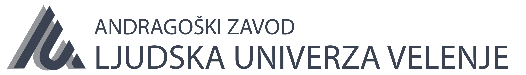 ANDRAGOŠKI ZAVOD
LJUDSKA UNIVERZA VELENJE